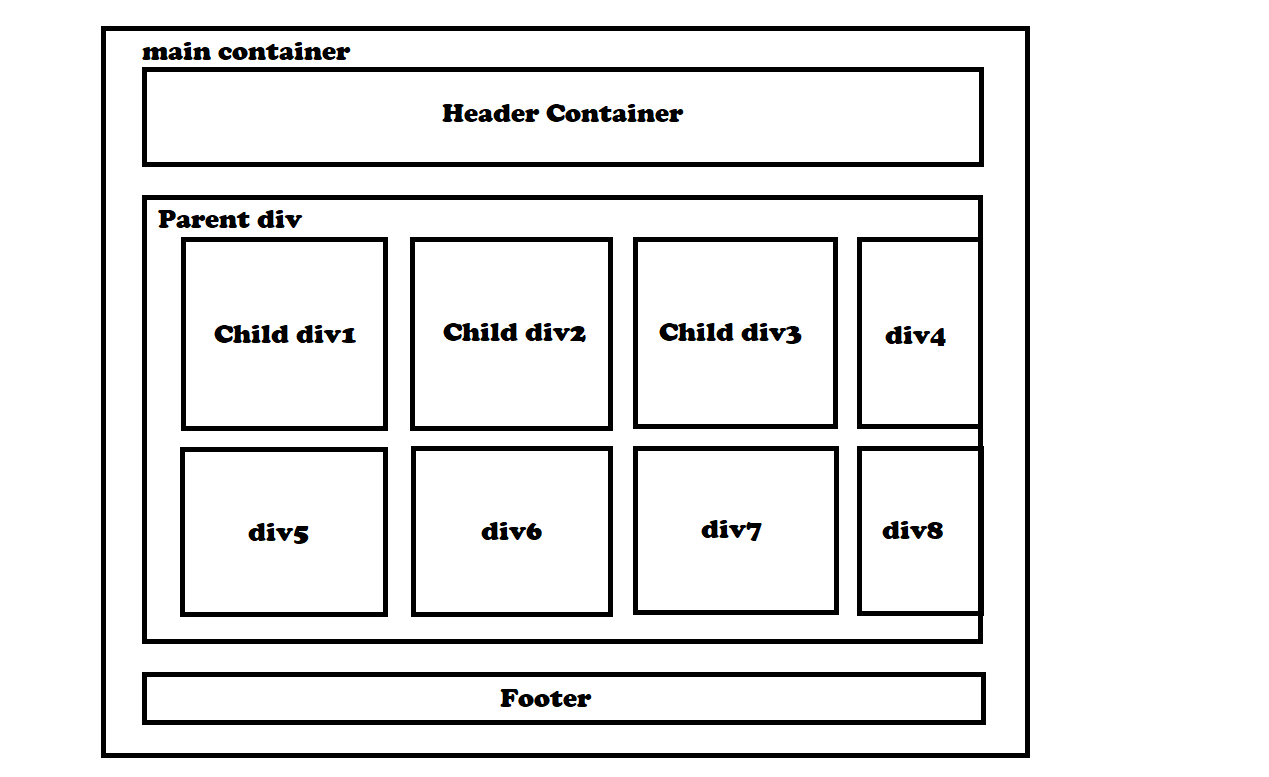 main container
Header Container
Parent div
Child div1
Child div2
Child div3
div4
div5
div6
div7
div8
Footer